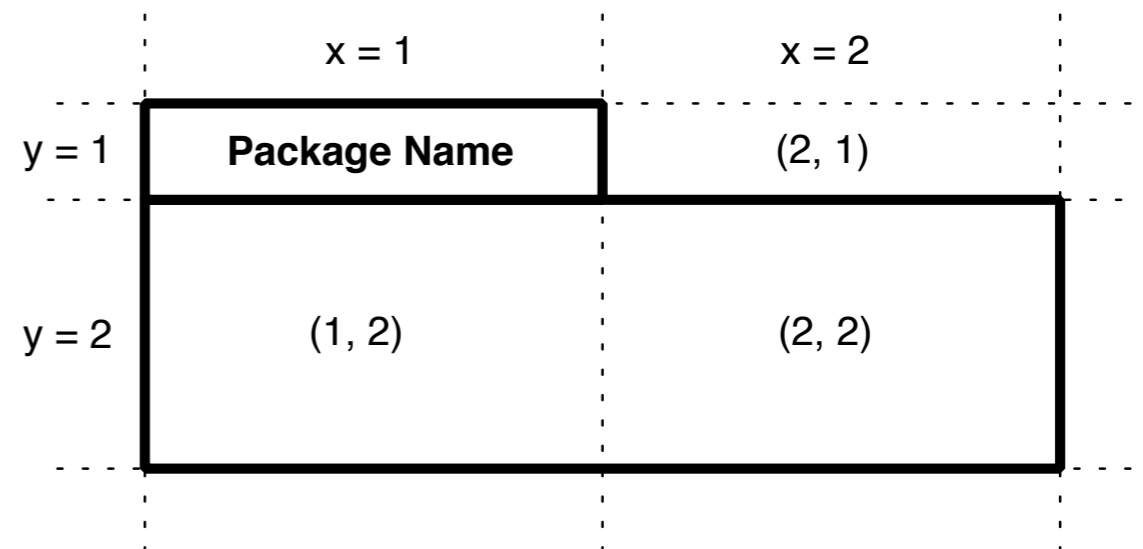 x = 1 x = 2
y = 1 Package Name (2, 1)
y = 2 (1, 2) (2, 2)